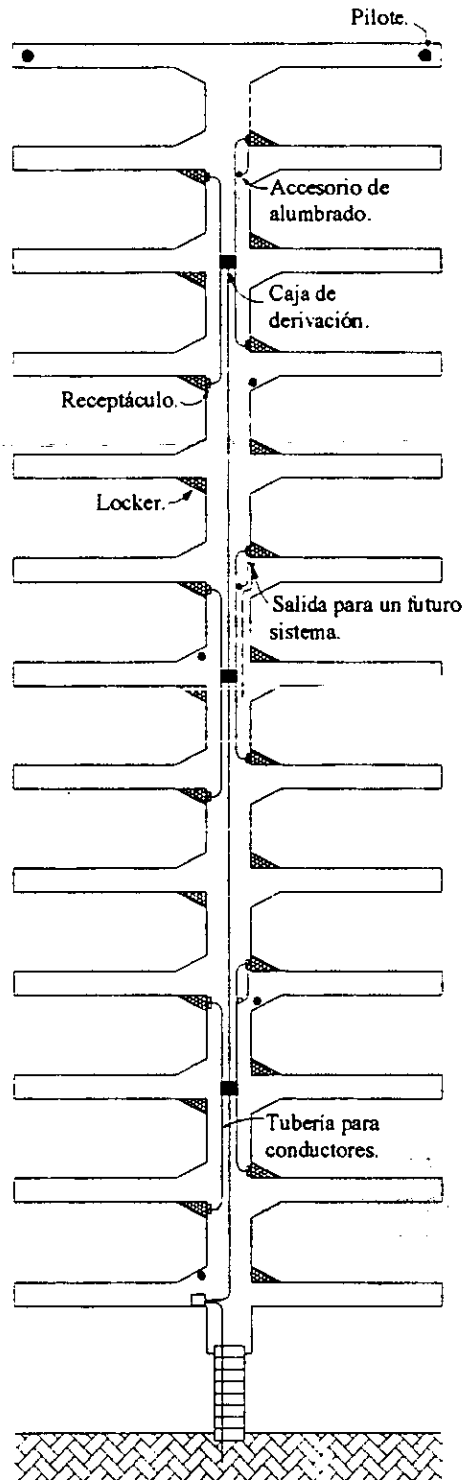 Pilote.
Accesorio de
alumbrado.
Caja de
derivación.
Receptáculo.
Locker.
Salida para un futuro
sistema.
Tubería para
conductores.